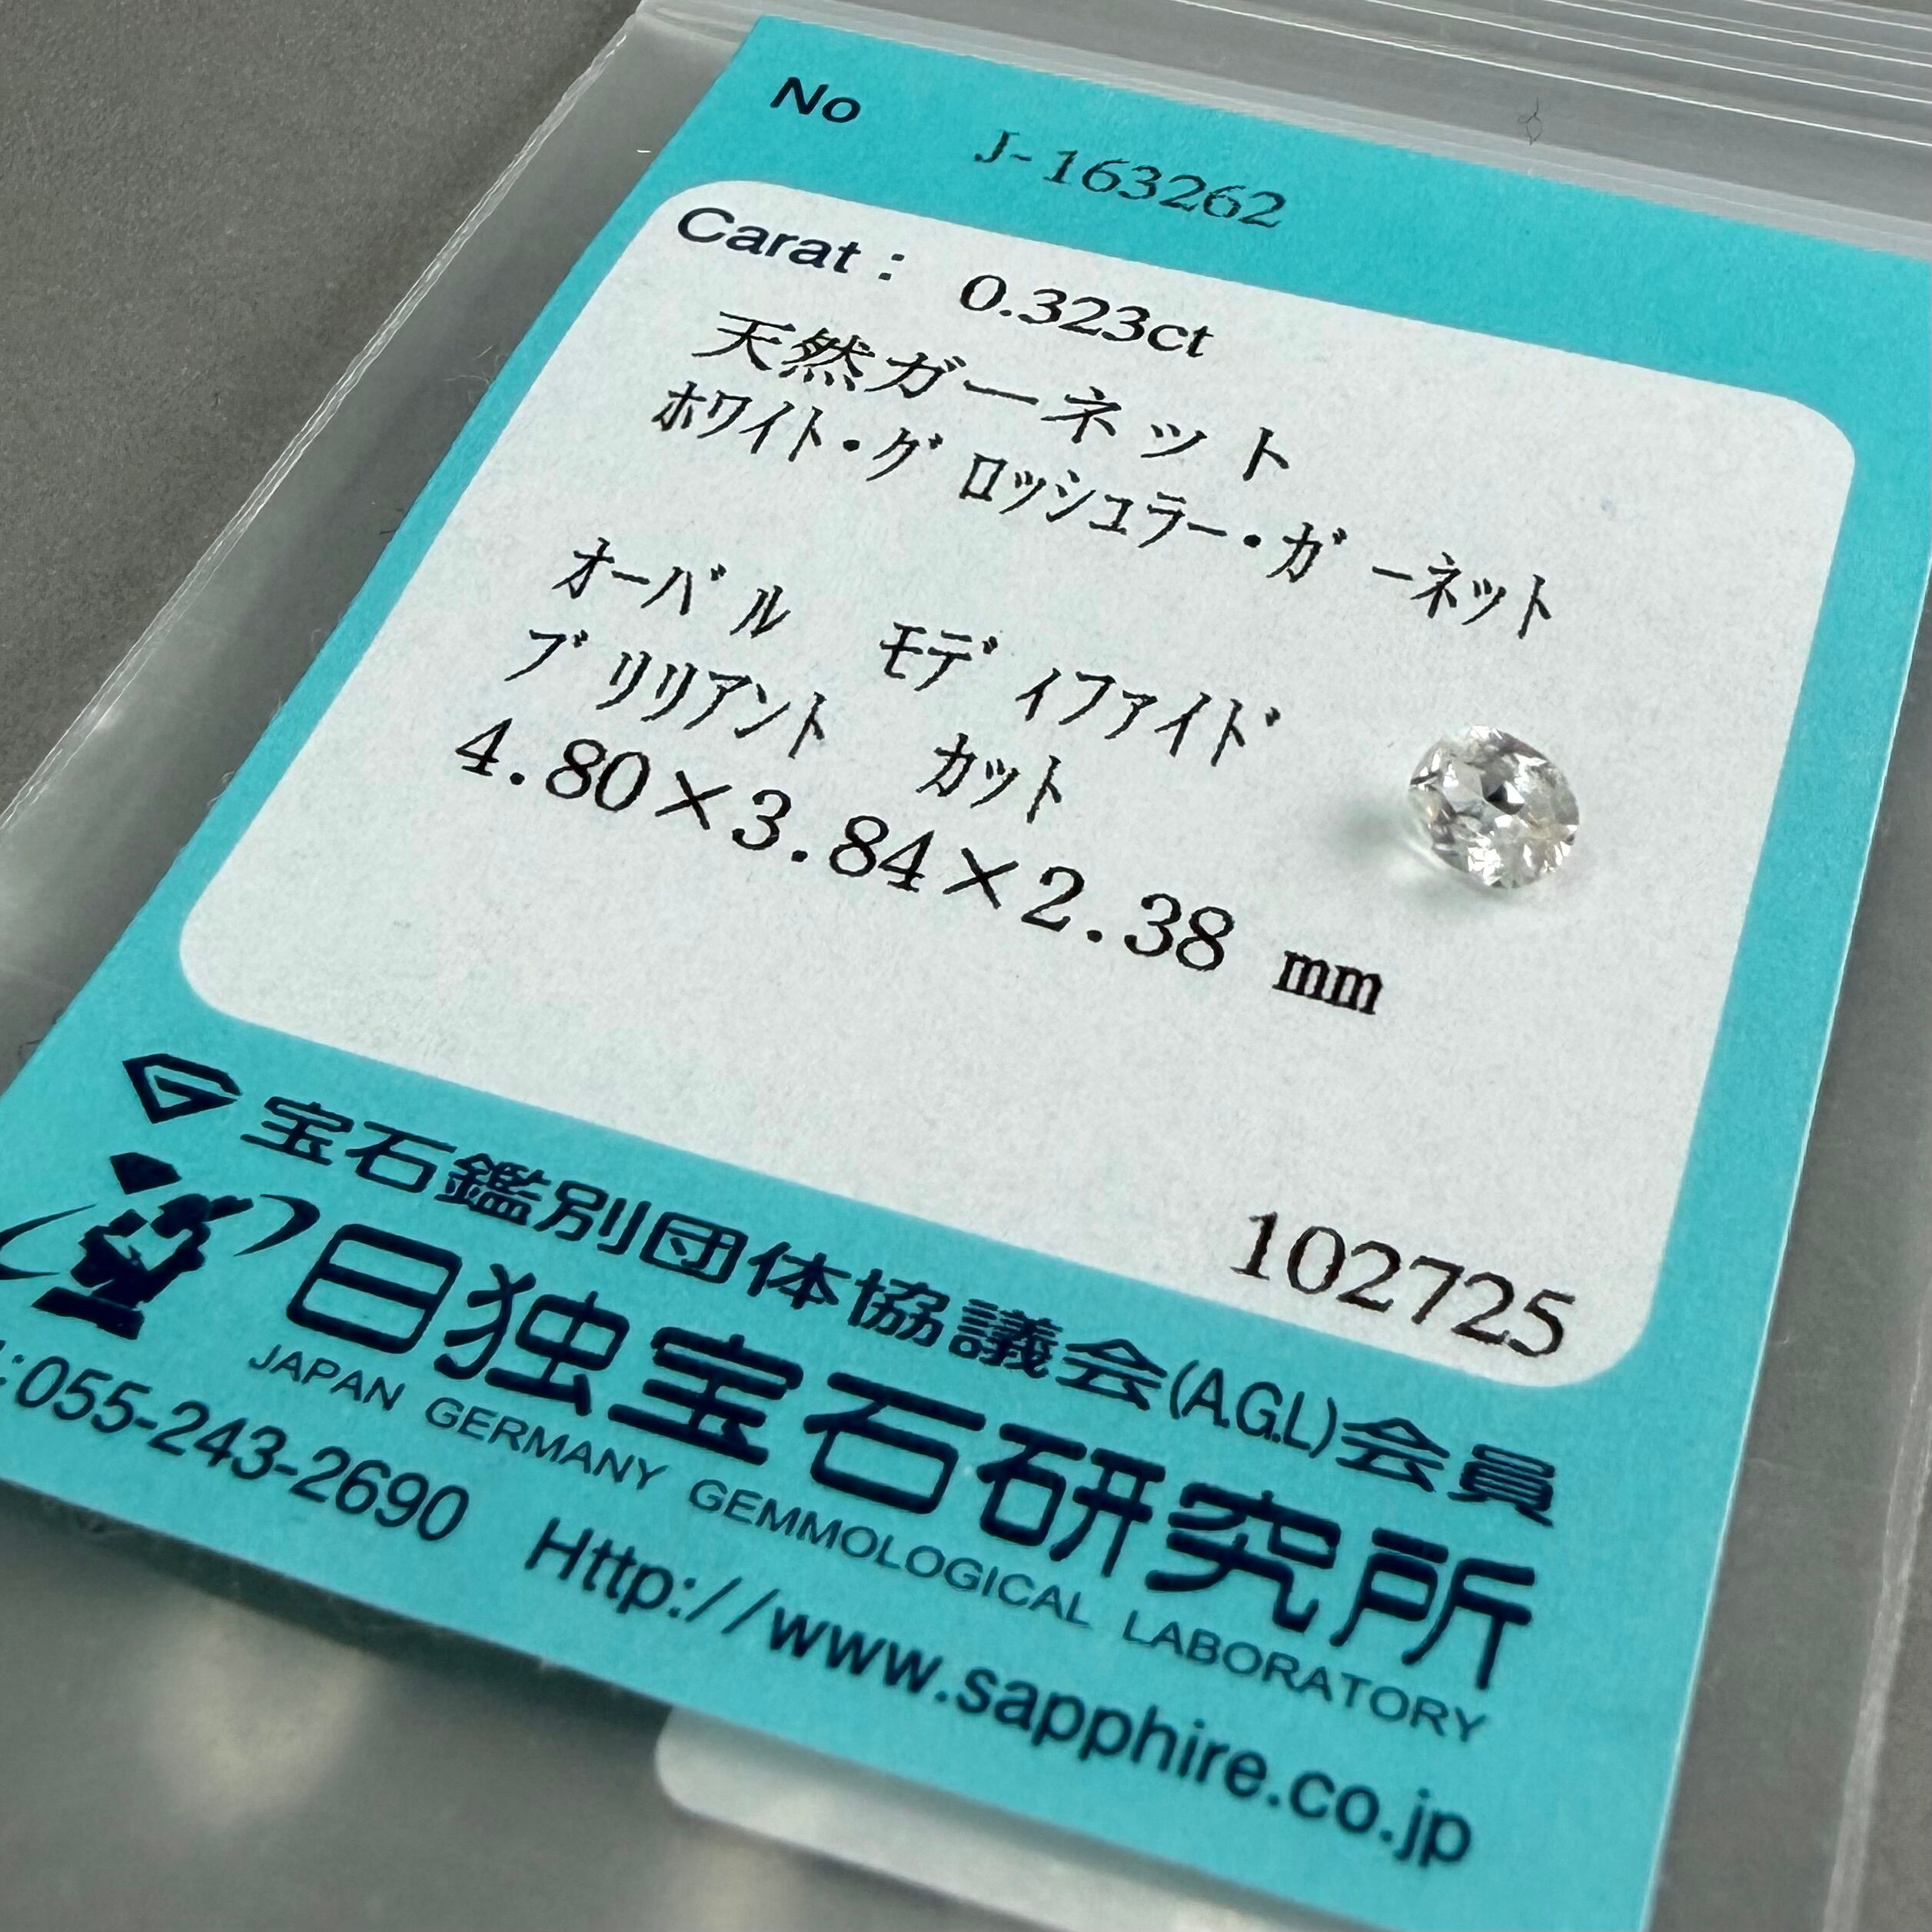 No J-163262
Carat : 0.323ct
天然ガーネット
ﾎﾜｲﾄ・ｸﾞﾛｯｼｭﾗｰ・ｶﾞｰﾈｯﾄ
ｵｰﾊﾞﾙ ﾓﾃﾞｨﾌｧｲﾄﾞ
ﾌﾞﾘﾘｱﾝﾄ ｶｯﾄ
4.80×3.84×2.38 mm
102725
宝石鑑別団体協議会(A.G.L)会員
日独宝石研究所
JAPAN GERMANY GEMMOLOGICAL LABORATORY
:055-243-2690 Http://www.sapphire.co.jp